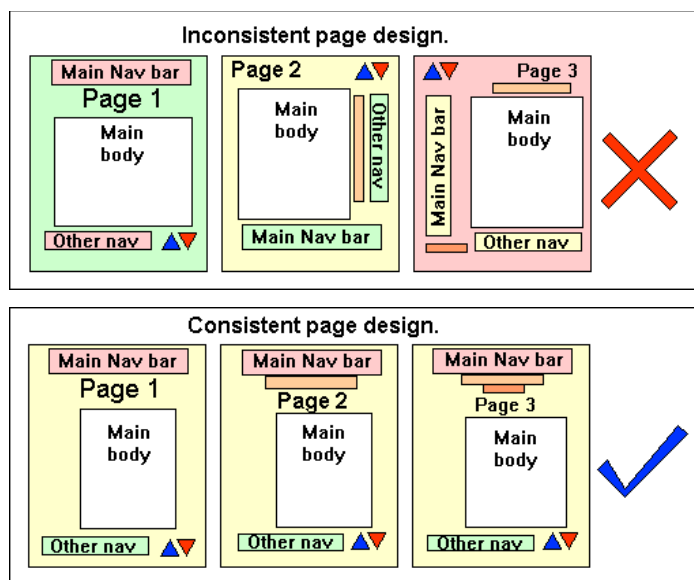 Inconsistent page design.
Main Nav bar
Page 1
Main
body
Other nav
Page 2
Main
body
Other nav
Main Nav bar
Page 3
Main Nav bar
Main
body
Other nav
Consistent page design.
Main Nav bar
Page 1
Main
body
Other nav
Main Nav bar
Page 2
Main
body
Other nav
Main Nav bar
Page 3
Main
body
Other nav